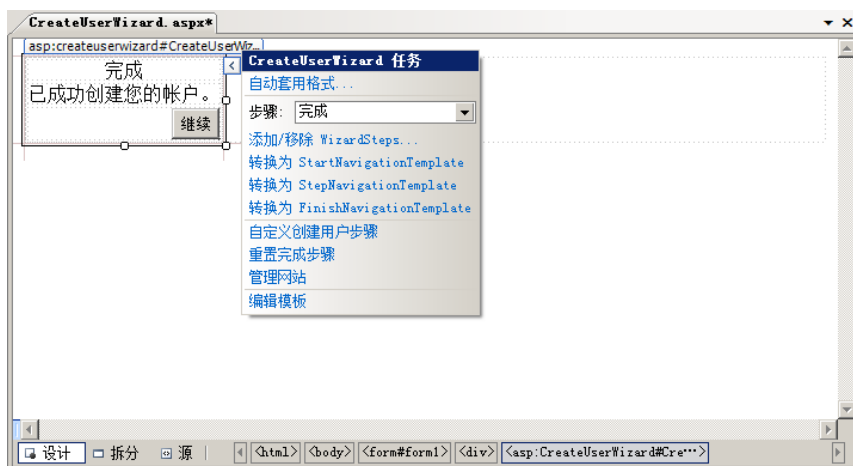 CreateUserWizard.aspx*
asp:createuserwizard#CreateUserWiz...
完成
已成功创建您的帐户。
继续
CreateUserWizard 任务
自动套用格式...
步骤: 完成
添加/移除 WizardSteps...
转换为 StartNavigationTemplate
转换为 StepNavigationTemplate
转换为 FinishNavigationTemplate
自定义创建用户步骤
重置完成步骤
管理网站
编辑模板
设计 拆分 源 <html> <body> <form#form1> <div> <asp:CreateUserWizard#Cre…>